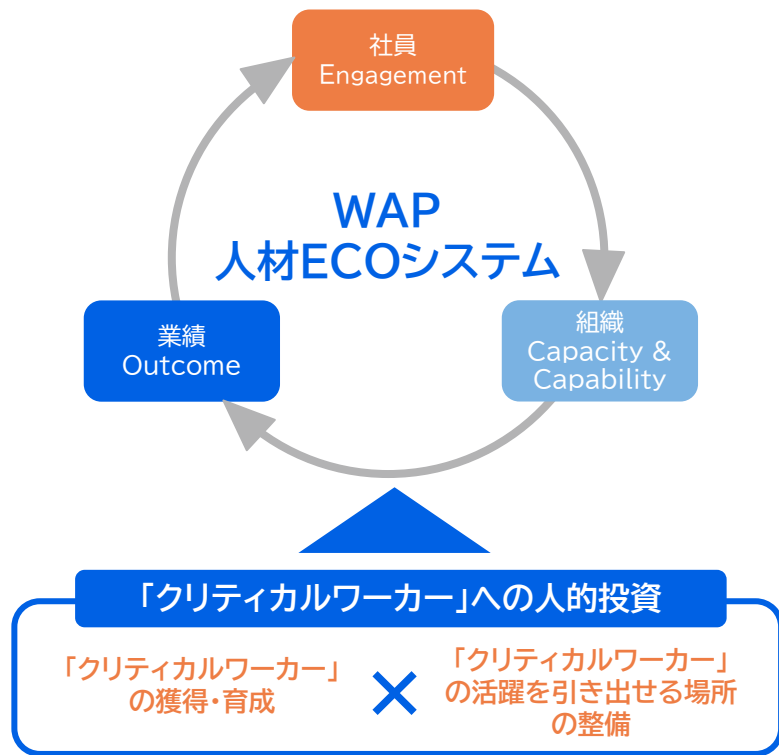 社員
Engagement
WAP
人材ECOシステム
業績
Outcome
組織
Capacity &
Capability
「クリティカルワーカー」への人的投資
「クリティカルワーカー」
の獲得・育成
×
「クリティカルワーカー」
の活躍を引き出せる場所
の整備